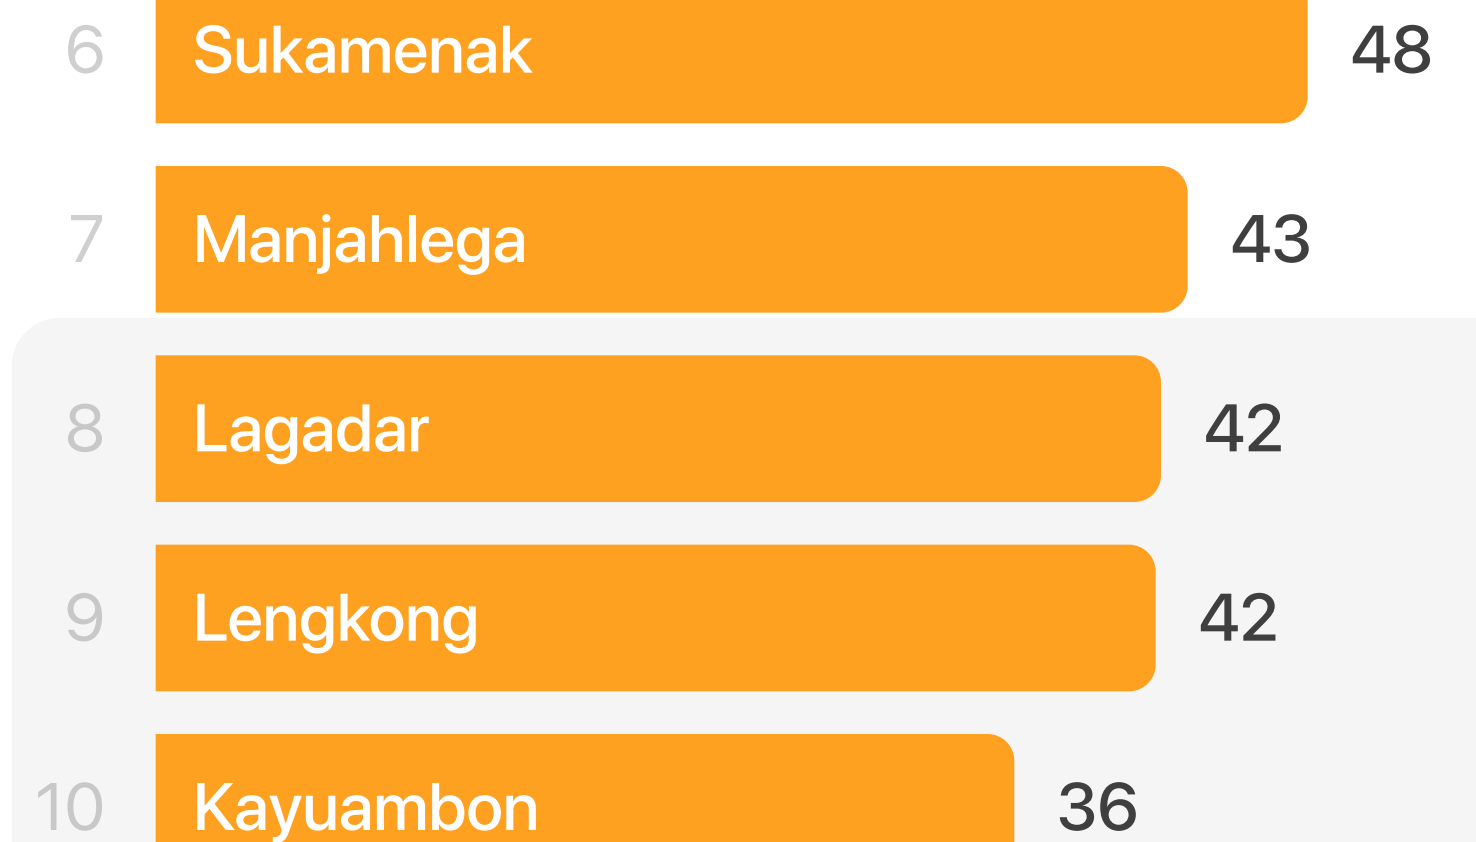 6 Sukamenak 48
7 Manjahlega 43
8 Lagadar 42
9 Lengkong 42
10 Kayuambon 36